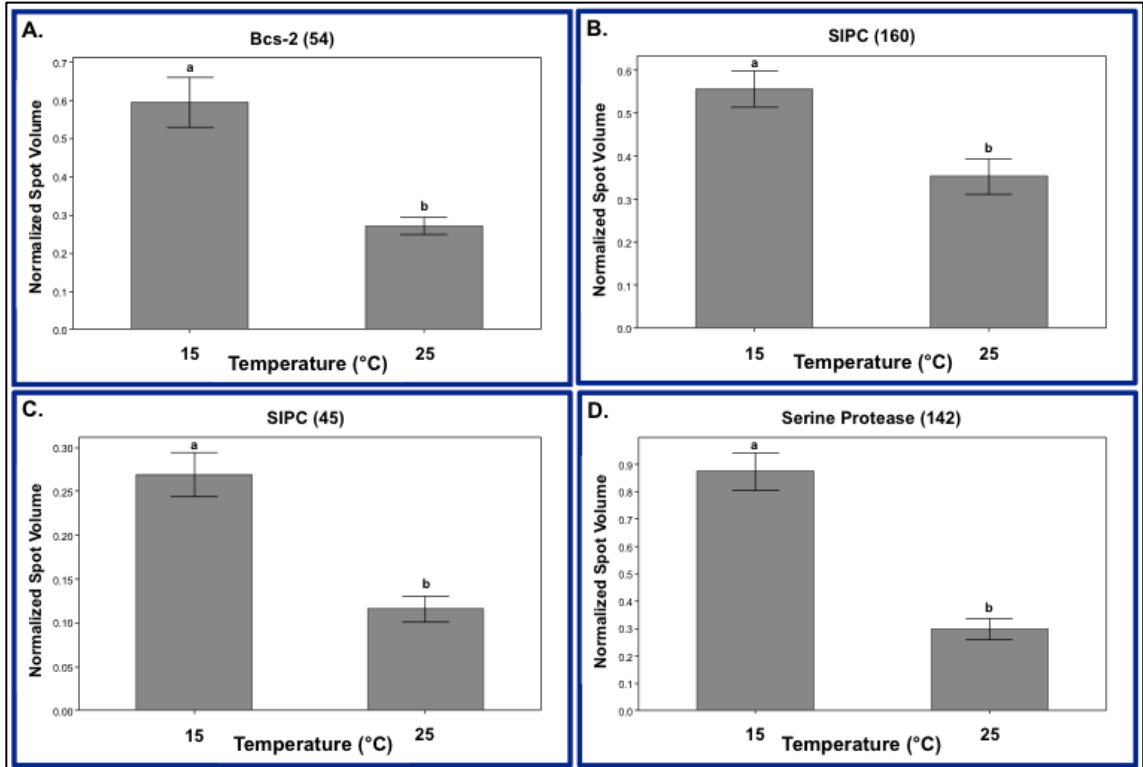 A.
Bcs-2 (54)
Normalized Spot Volume
0.7
0.6
0.5
0.4
0.3
0.2
0.1
0.0
a
b
15
25
Temperature (°C)
B.
SIPC (160)
Normalized Spot Volume
0.6
0.5
0.4
0.3
0.2
0.1
0.0
a
b
15
25
Temperature (°C)
C.
SIPC (45)
Normalized Spot Volume
0.30
0.25
0.20
0.15
0.10
0.05
0.00
a
b
15
25
Temperature (°C)
D.
Serine Protease (142)
Normalized Spot Volume
0.9
0.8
0.7
0.6
0.5
0.4
0.3
0.2
0.1
0.0
a
b
15
25
Temperature (°C)